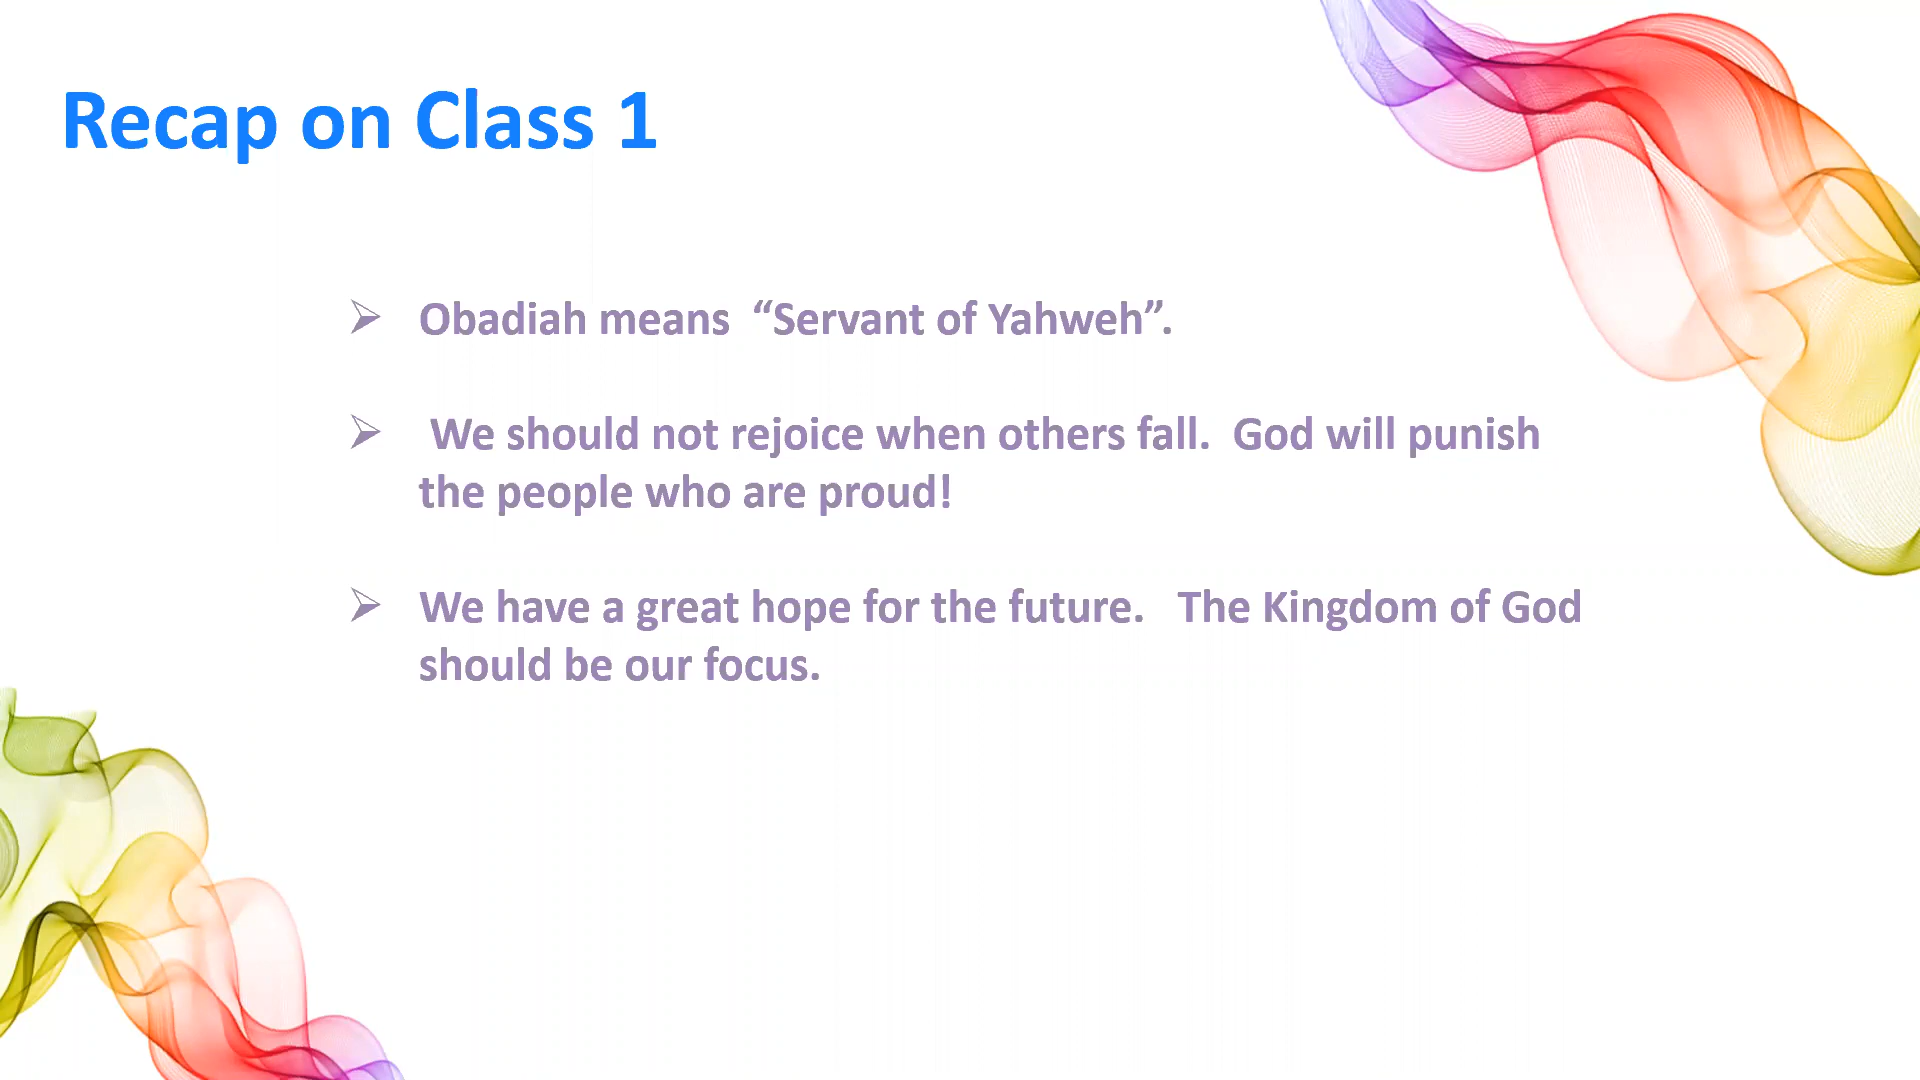 Recap on Class 1
➢ Obadiah means “Servant of Yahweh”.
➢ We should not rejoice when others fall. God will punish
the people who are proud!
➢ We have a great hope for the future. The Kingdom of God
should be our focus.